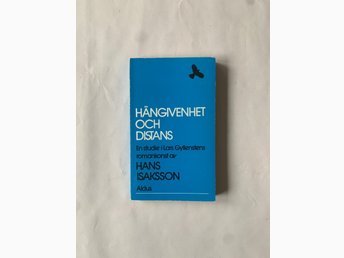 HÄNGIVENHET
OCH
DISTANS
En studie i Lars Gyllenstens
romankonst av
HANS
ISAKSSON
Aldus